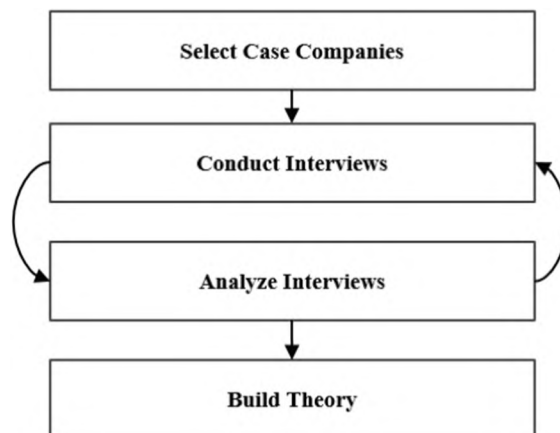 Select Case Companies
Conduct Interviews
Analyze Interviews
Build Theory